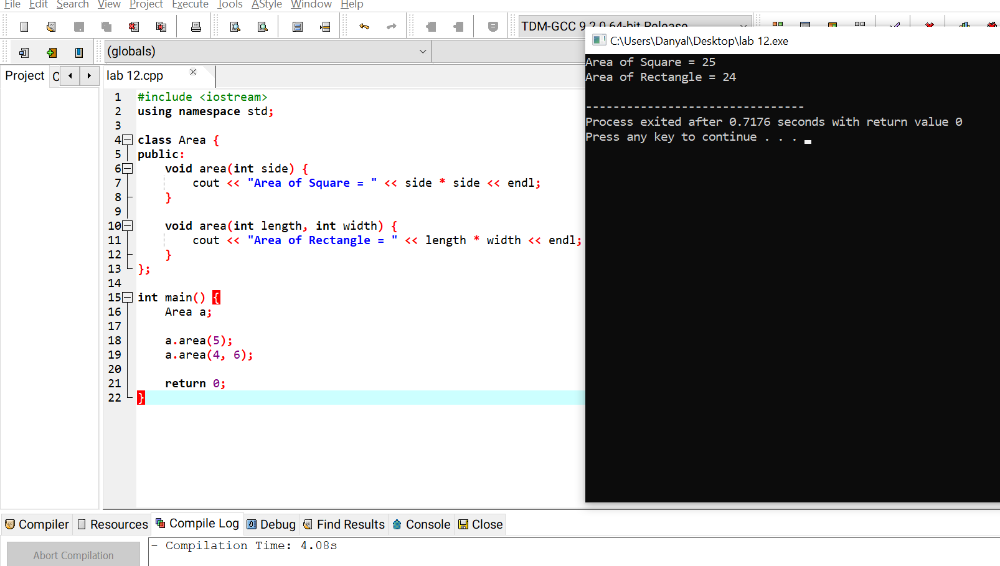 File Edit Search View Project Execute Tools AStyle Window Help
TDM-GCC 9.2.0 64-bit Release
(globals)
Project
lab 12.cpp
1 #include <iostream>
2 using namespace std;
3
4 class Area {
5 public:
6 void area(int side) {
7 cout << "Area of Square = " << side * side << endl;
8 }
9
10 void area(int length, int width) {
11 cout << "Area of Rectangle = " << length * width << endl;
12 }
13 };
14
15 int main() {
16 Area a;
17
18 a.area(5);
19 a.area(4, 6);
20
21 return 0;
22 }
C:\Users\Danyal\Desktop\lab 12.exe
Area of Square = 25
Area of Rectangle = 24
--------------------------------
Process exited after 0.7176 seconds with return value 0
Press any key to continue . . .
Compiler Resources Compile Log Debug Find Results Console Close
Abort Compilation
- Compilation Time: 4.08s